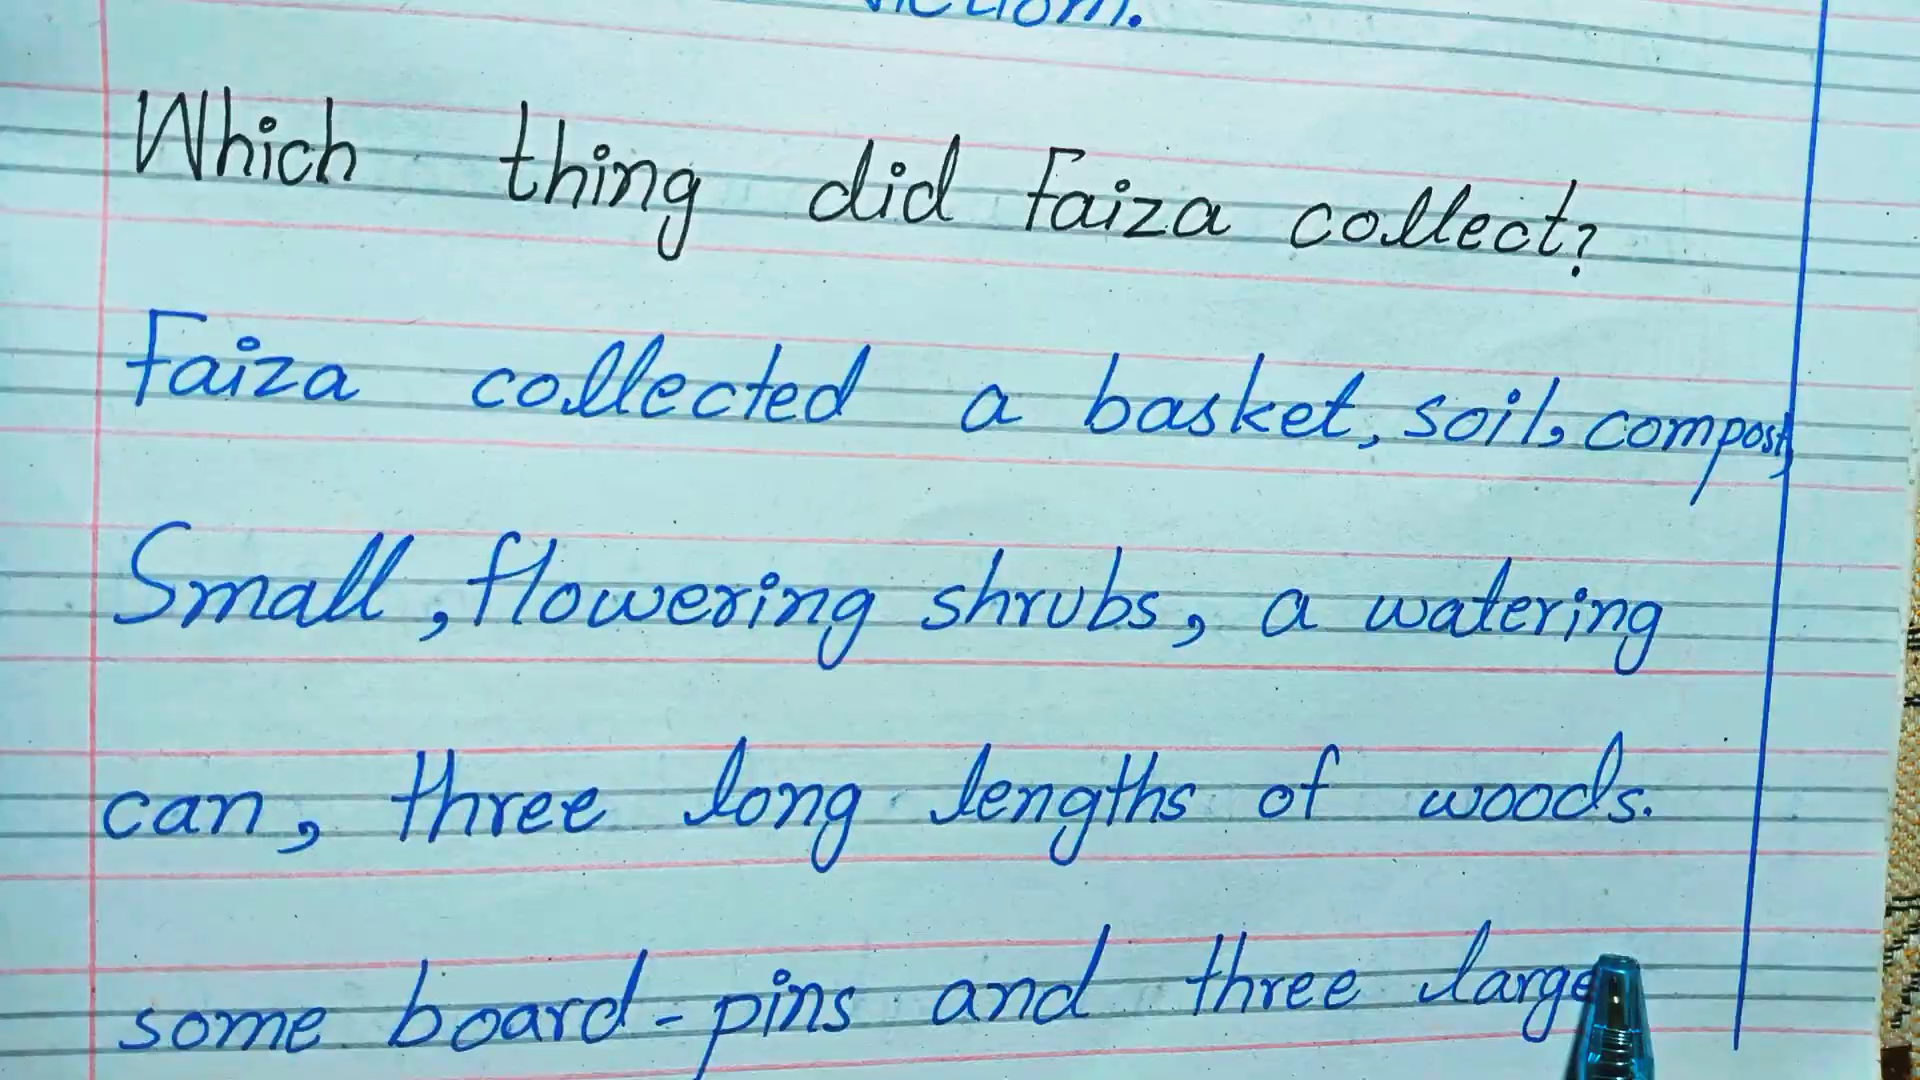 Which thing did Faiza collect?
Faiza collected a basket, soil, compost,
Small, flowering shrubs, a watering
can, three long lengths of woods.
some board-pins and three large